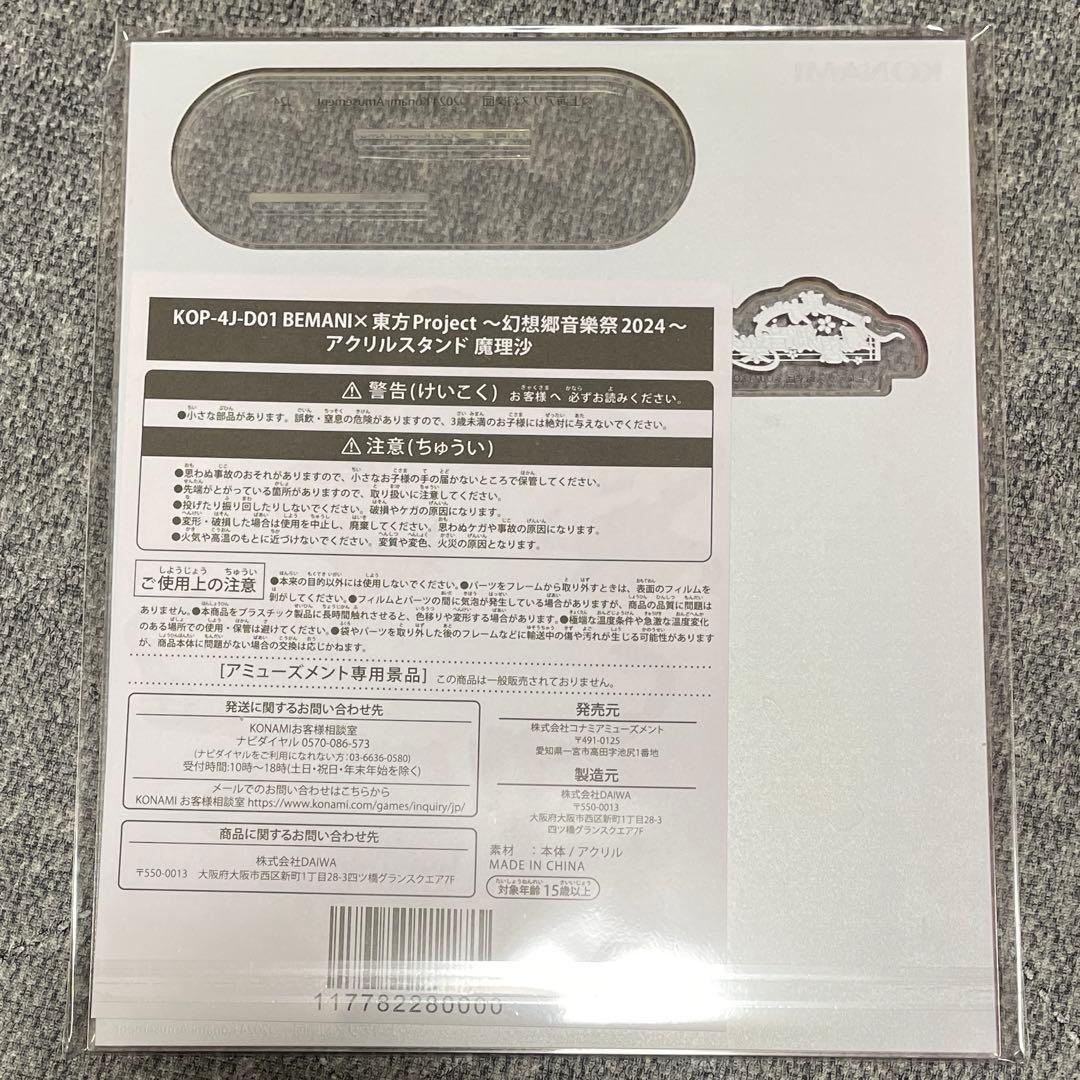 KONAMI
©上海アリス幻樂団 ©2024 Konami Amusement J24
KOP-4J-D01 BEMANI×東方Project ～幻想郷音樂祭2024～
アクリルスタンド 魔理沙
⚠警告(けいこく) お客様へ 必ずお読みください。
●小さな部品があります。誤飲・窒息の危険がありますので、3歳未満のお子様には絶対に与えないでください。
⚠注意(ちゅうい)
●思わぬ事故のおそれがありますので、小さなお子様の手の届かないところで保管してください。
●先端がとがっている箇所がありますので、取り扱いに注意してください。
●投げたり振り回したりしないでください。破損やケガの原因になります。
●変形・破損した場合は使用を中止し、廃棄してください。思わぬケガや事故の原因になります。
●火気や高温のもとに近づけないでください。変質や変色、火災の原因となります。
ご使用上の注意 ●本来の目的以外には使用しないでください。●パーツをフレームから取り外すときは、表面のフィルムを
剥がしてください。●フィルムとパーツの間に気泡が発生している場合がありますが、商品の品質に問題は
ありません。●本商品をプラスチック製品に長時間触れさせると、色移りや変形する場合があります。●極端な温度条件や急激な温度変化
のある場所での使用・保管は避けてください。●袋やパーツを取り外した後のフレームなどに輸送中の傷や汚れが生じる可能性があります
が、商品本体に問題がない場合の交換は応じかねます。
[アミューズメント専用景品] この商品は一般販売されておりません。
発送に関するお問い合わせ先
KONAMIお客様相談室
ナビダイヤル 0570-086-573
(ナビダイヤルをご利用になれない方：03-6636-0580)
受付時間:10時～18時(土日・祝日・年末年始を除く)
メールでのお問い合わせはこちらから
KONAMI お客様相談室 https://www.konami.com/games/inquiry/jp/
商品に関するお問い合わせ先
株式会社DAIWA
〒550-0013 大阪府大阪市西区新町1丁目28-3四ツ橋グランスクエア7F
発売元
株式会社コナミアミューズメント
〒491-0125
愛知県一宮市高田字池尻1番地
製造元
株式会社DAIWA
〒550-0013
大阪府大阪市西区新町1丁目28-3
四ツ橋グランスクエア7F
素材 ：本体/アクリル
MADE IN CHINA
対象年齢 15歳以上
117782280000